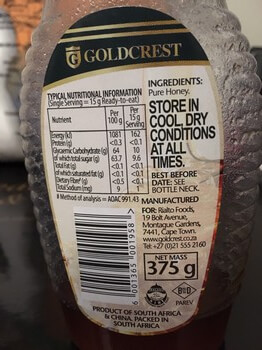 GOLDCREST
TYPICAL NUTRITIONAL INFORMATION
(Single Serving = 15 g Ready-to-eat)
Nutrient Per 100 g Per 15 g Serving
Energy (kJ) 1081 162
Protein (g) <0.3 <0.1
Glycaemic Carbohydrate (g) 64 10
of which total sugar (g) 63.7 9.6
Total Fat (g) <0.1 <0.1
of which saturated fat (g) <0.1 <0.1
Dietary Fibre# (g) <0.5 <0.1
Total Sodium (mg) 9 1
# Method of analysis = AOAC 991.43
INGREDIENTS:
Pure Honey.
STORE IN
COOL, DRY
CONDITIONS
AT ALL
TIMES.
BEST BEFORE
DATE: SEE
BOTTLE NECK.
MANUFACTURED
FOR: Rialto Foods,
19 Bolt Avenue,
Montague Gardens,
7441, Cape Town.
www.goldcrest.co.za
Tel: +27 (0)21 555 2160
NET MASS
375 g
PAREV
6 001365 001958 >
PRODUCT OF SOUTH AFRICA
& CHINA, PACKED IN
SOUTH AFRICA